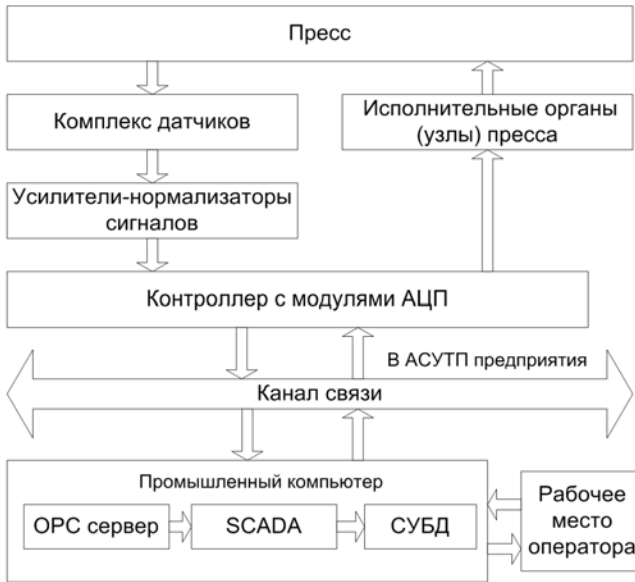 Пресс
Комплекс датчиков
Исполнительные органы
(узлы) пресса
Усилители-нормализаторы
сигналов
Контроллер с модулями АЦП
В АСУТП предприятия
Канал связи
Промышленный компьютер
OPC сервер
SCADA
СУБД
Рабочее
место
оператора